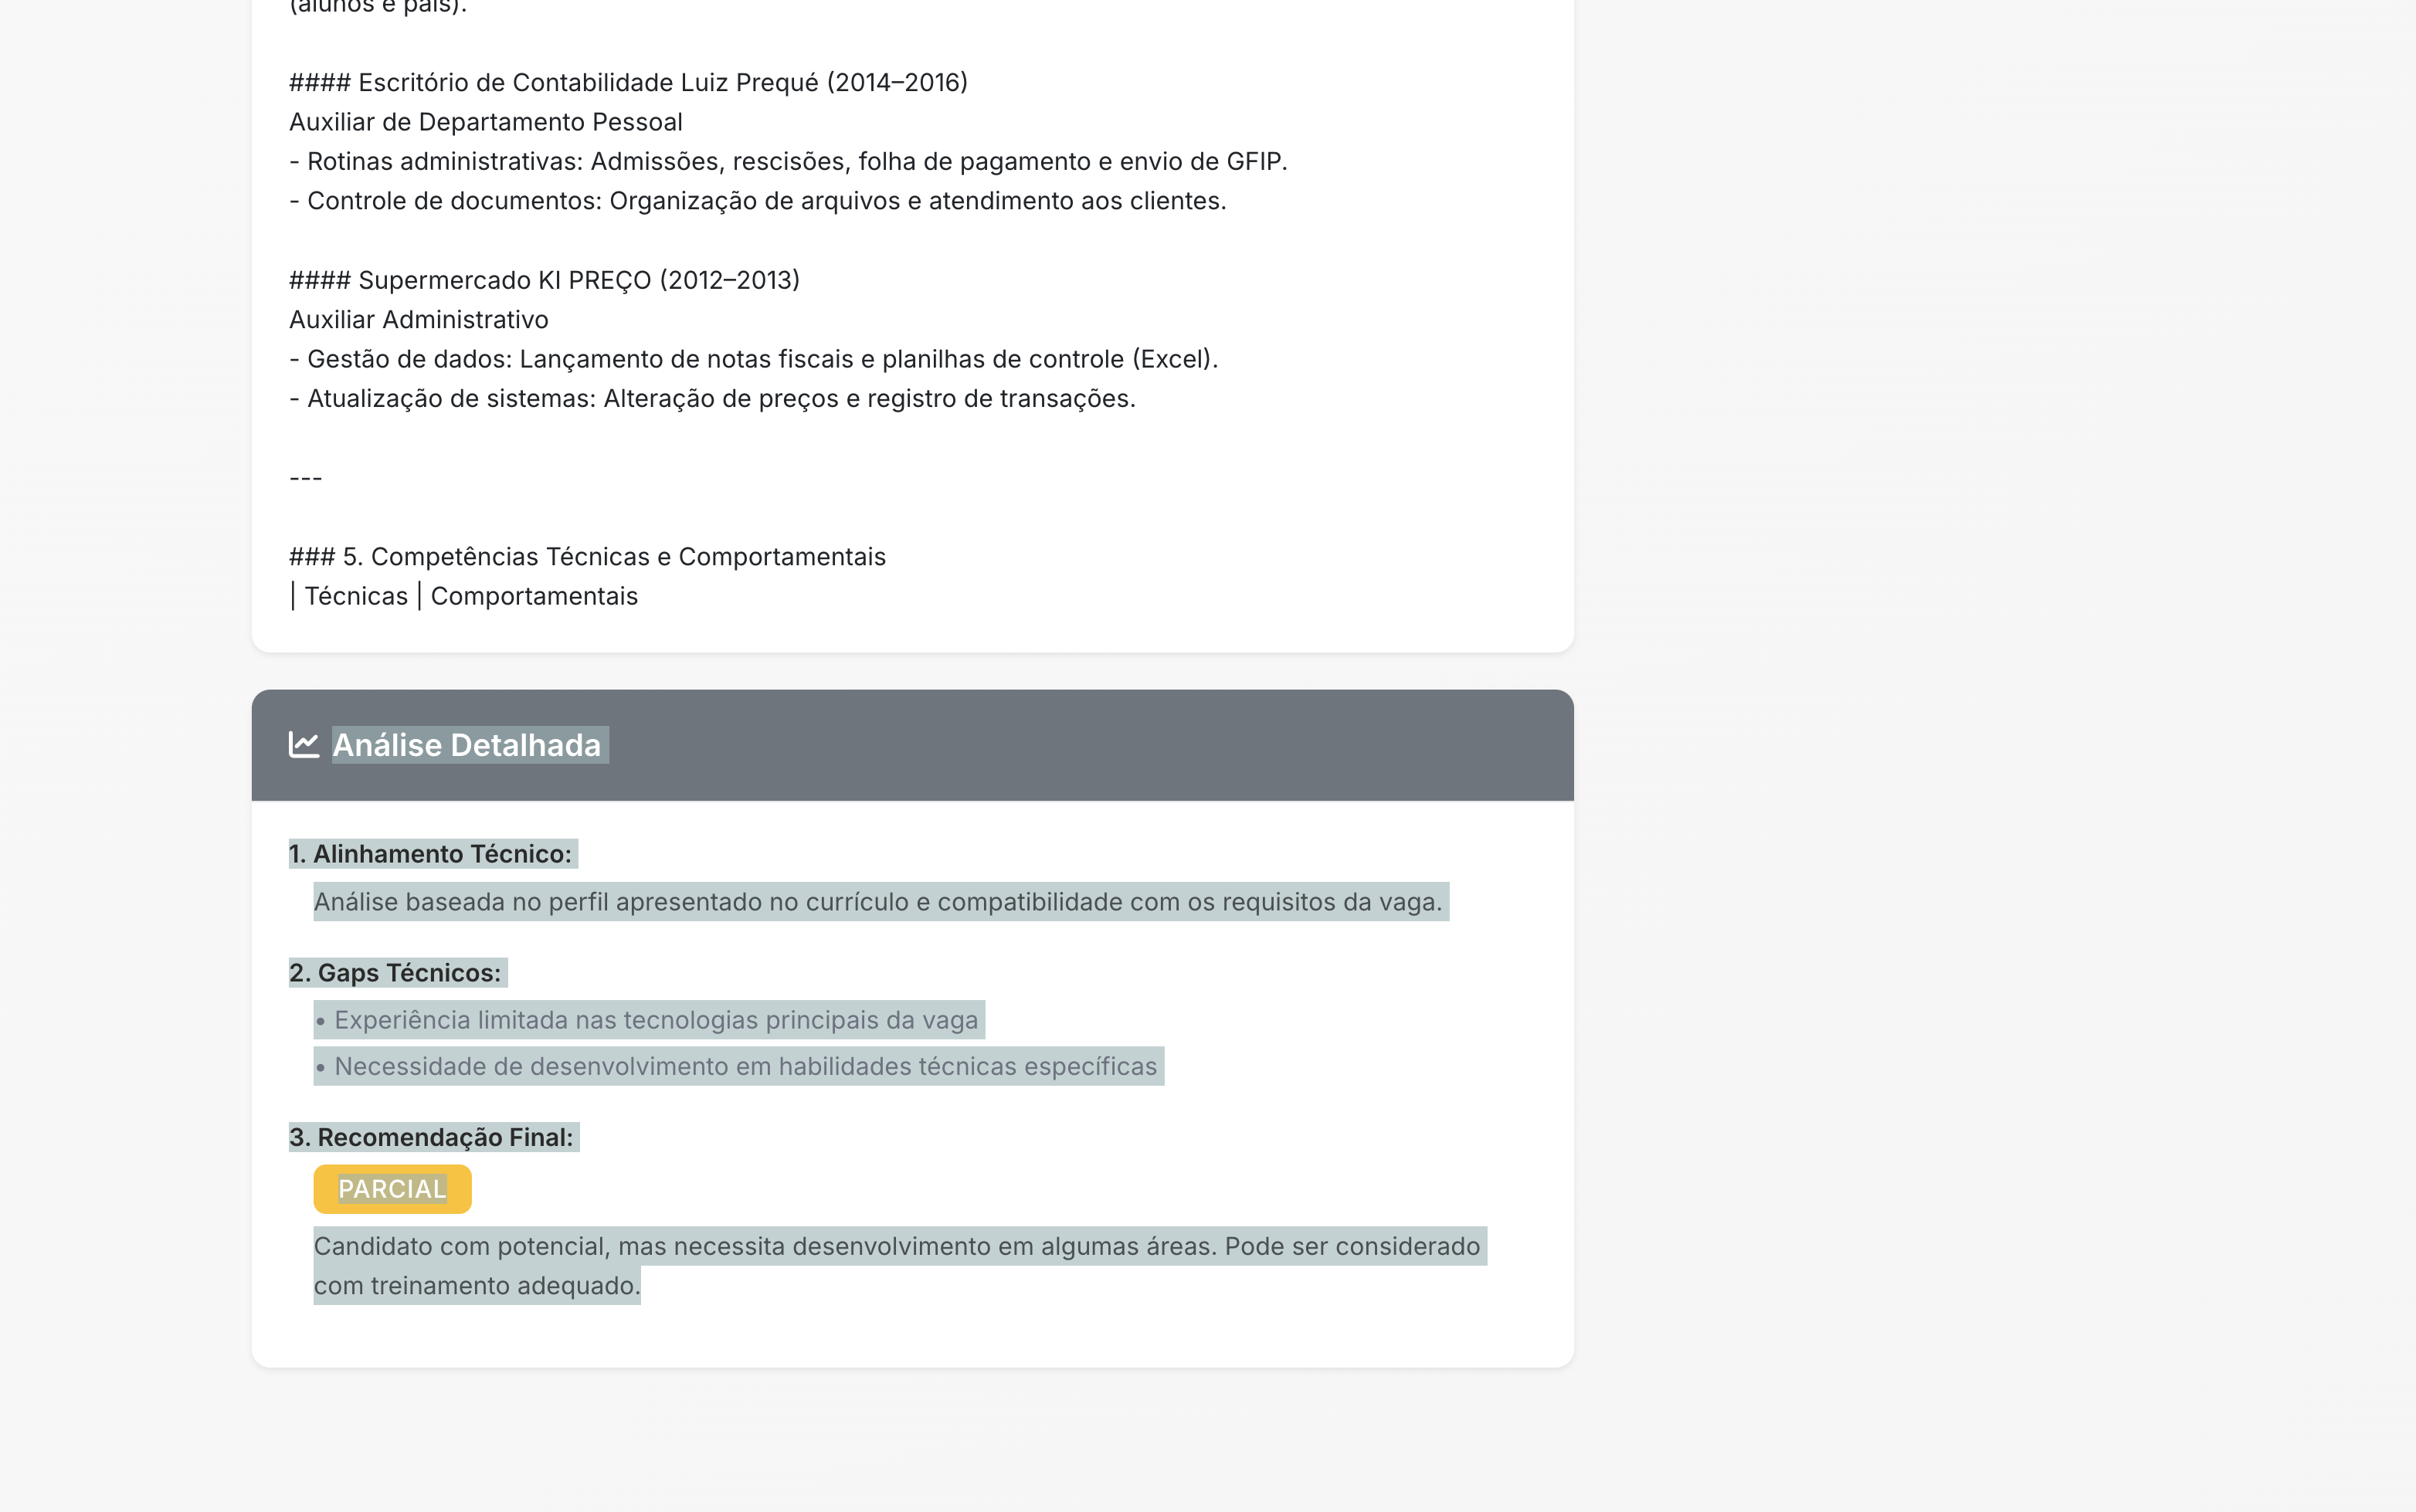 (alunos e pais).
#### Escritório de Contabilidade Luiz Prequé (2014–2016)
Auxiliar de Departamento Pessoal
- Rotinas administrativas: Admissões, rescisões, folha de pagamento e envio de GFIP.
- Controle de documentos: Organização de arquivos e atendimento aos clientes.
#### Supermercado KI PREÇO (2012–2013)
Auxiliar Administrativo
- Gestão de dados: Lançamento de notas fiscais e planilhas de controle (Excel).
- Atualização de sistemas: Alteração de preços e registro de transações.
---
### 5. Competências Técnicas e Comportamentais
| Técnicas | Comportamentais
Análise Detalhada
1. Alinhamento Técnico:
Análise baseada no perfil apresentado no currículo e compatibilidade com os requisitos da vaga.
2. Gaps Técnicos:
• Experiência limitada nas tecnologias principais da vaga
• Necessidade de desenvolvimento em habilidades técnicas específicas
3. Recomendação Final:
PARCIAL
Candidato com potencial, mas necessita desenvolvimento em algumas áreas. Pode ser considerado
com treinamento adequado.